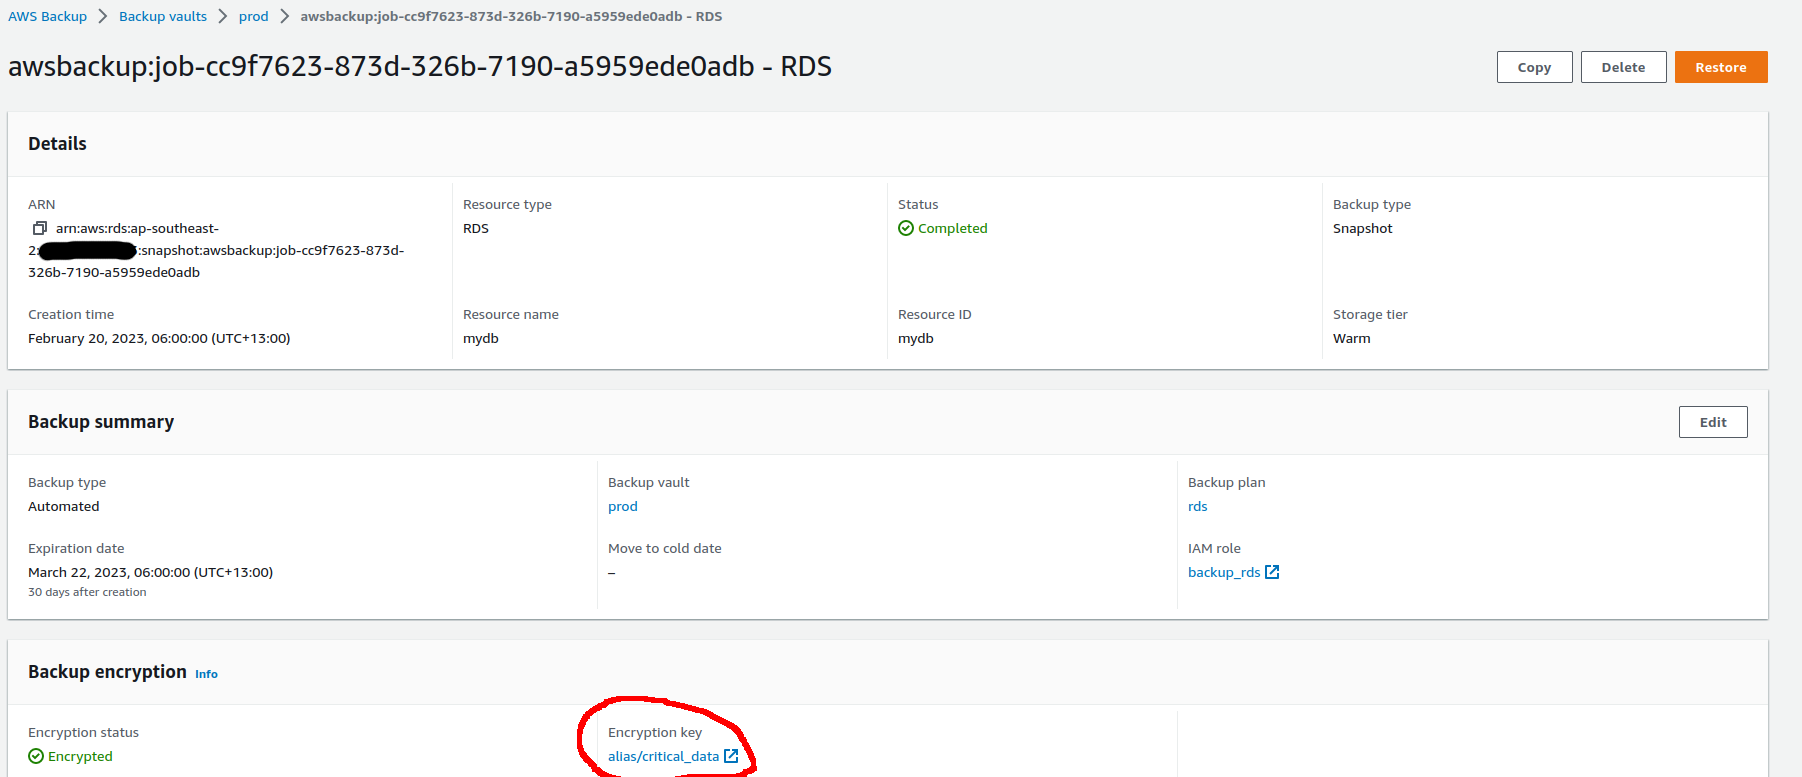 AWS Backup > Backup vaults > prod > awsbackup:job-cc9f7623-873d-326b-7190-a5959ede0adb - RDS
awsbackup:job-cc9f7623-873d-326b-7190-a5959ede0adb - RDS
Copy
Delete
Restore
Details
ARN
arn:aws:rds:ap-southeast-
2: :snapshot:awsbackup:job-cc9f7623-873d-
326b-7190-a5959ede0adb
Resource type
RDS
Status
Completed
Backup type
Snapshot
Creation time
February 20, 2023, 06:00:00 (UTC+13:00)
Resource name
mydb
Resource ID
mydb
Storage tier
Warm
Backup summary
Edit
Backup type
Automated
Backup vault
prod
Backup plan
rds
Expiration date
March 22, 2023, 06:00:00 (UTC+13:00)
30 days after creation
Move to cold date
–
IAM role
backup_rds
Backup encryption Info
Encryption status
Encrypted
Encryption key
alias/critical_data